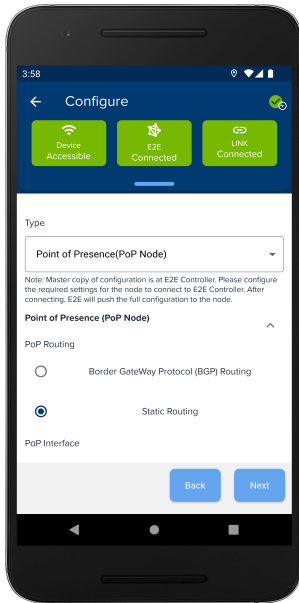 3:58
Configure
Device
Accessible
E2E
Connected
LINK
Connected
Type
Point of Presence(PoP Node)
Note: Master copy of configuration is at E2E Controller. Please configure
the required settings for the node to connect to E2E Controller. After
connecting, E2E will push the full configuration to the node.
Point of Presence (PoP Node)
PoP Routing
Border GateWay Protocol (BGP) Routing
Static Routing
PoP Interface
Back
Next